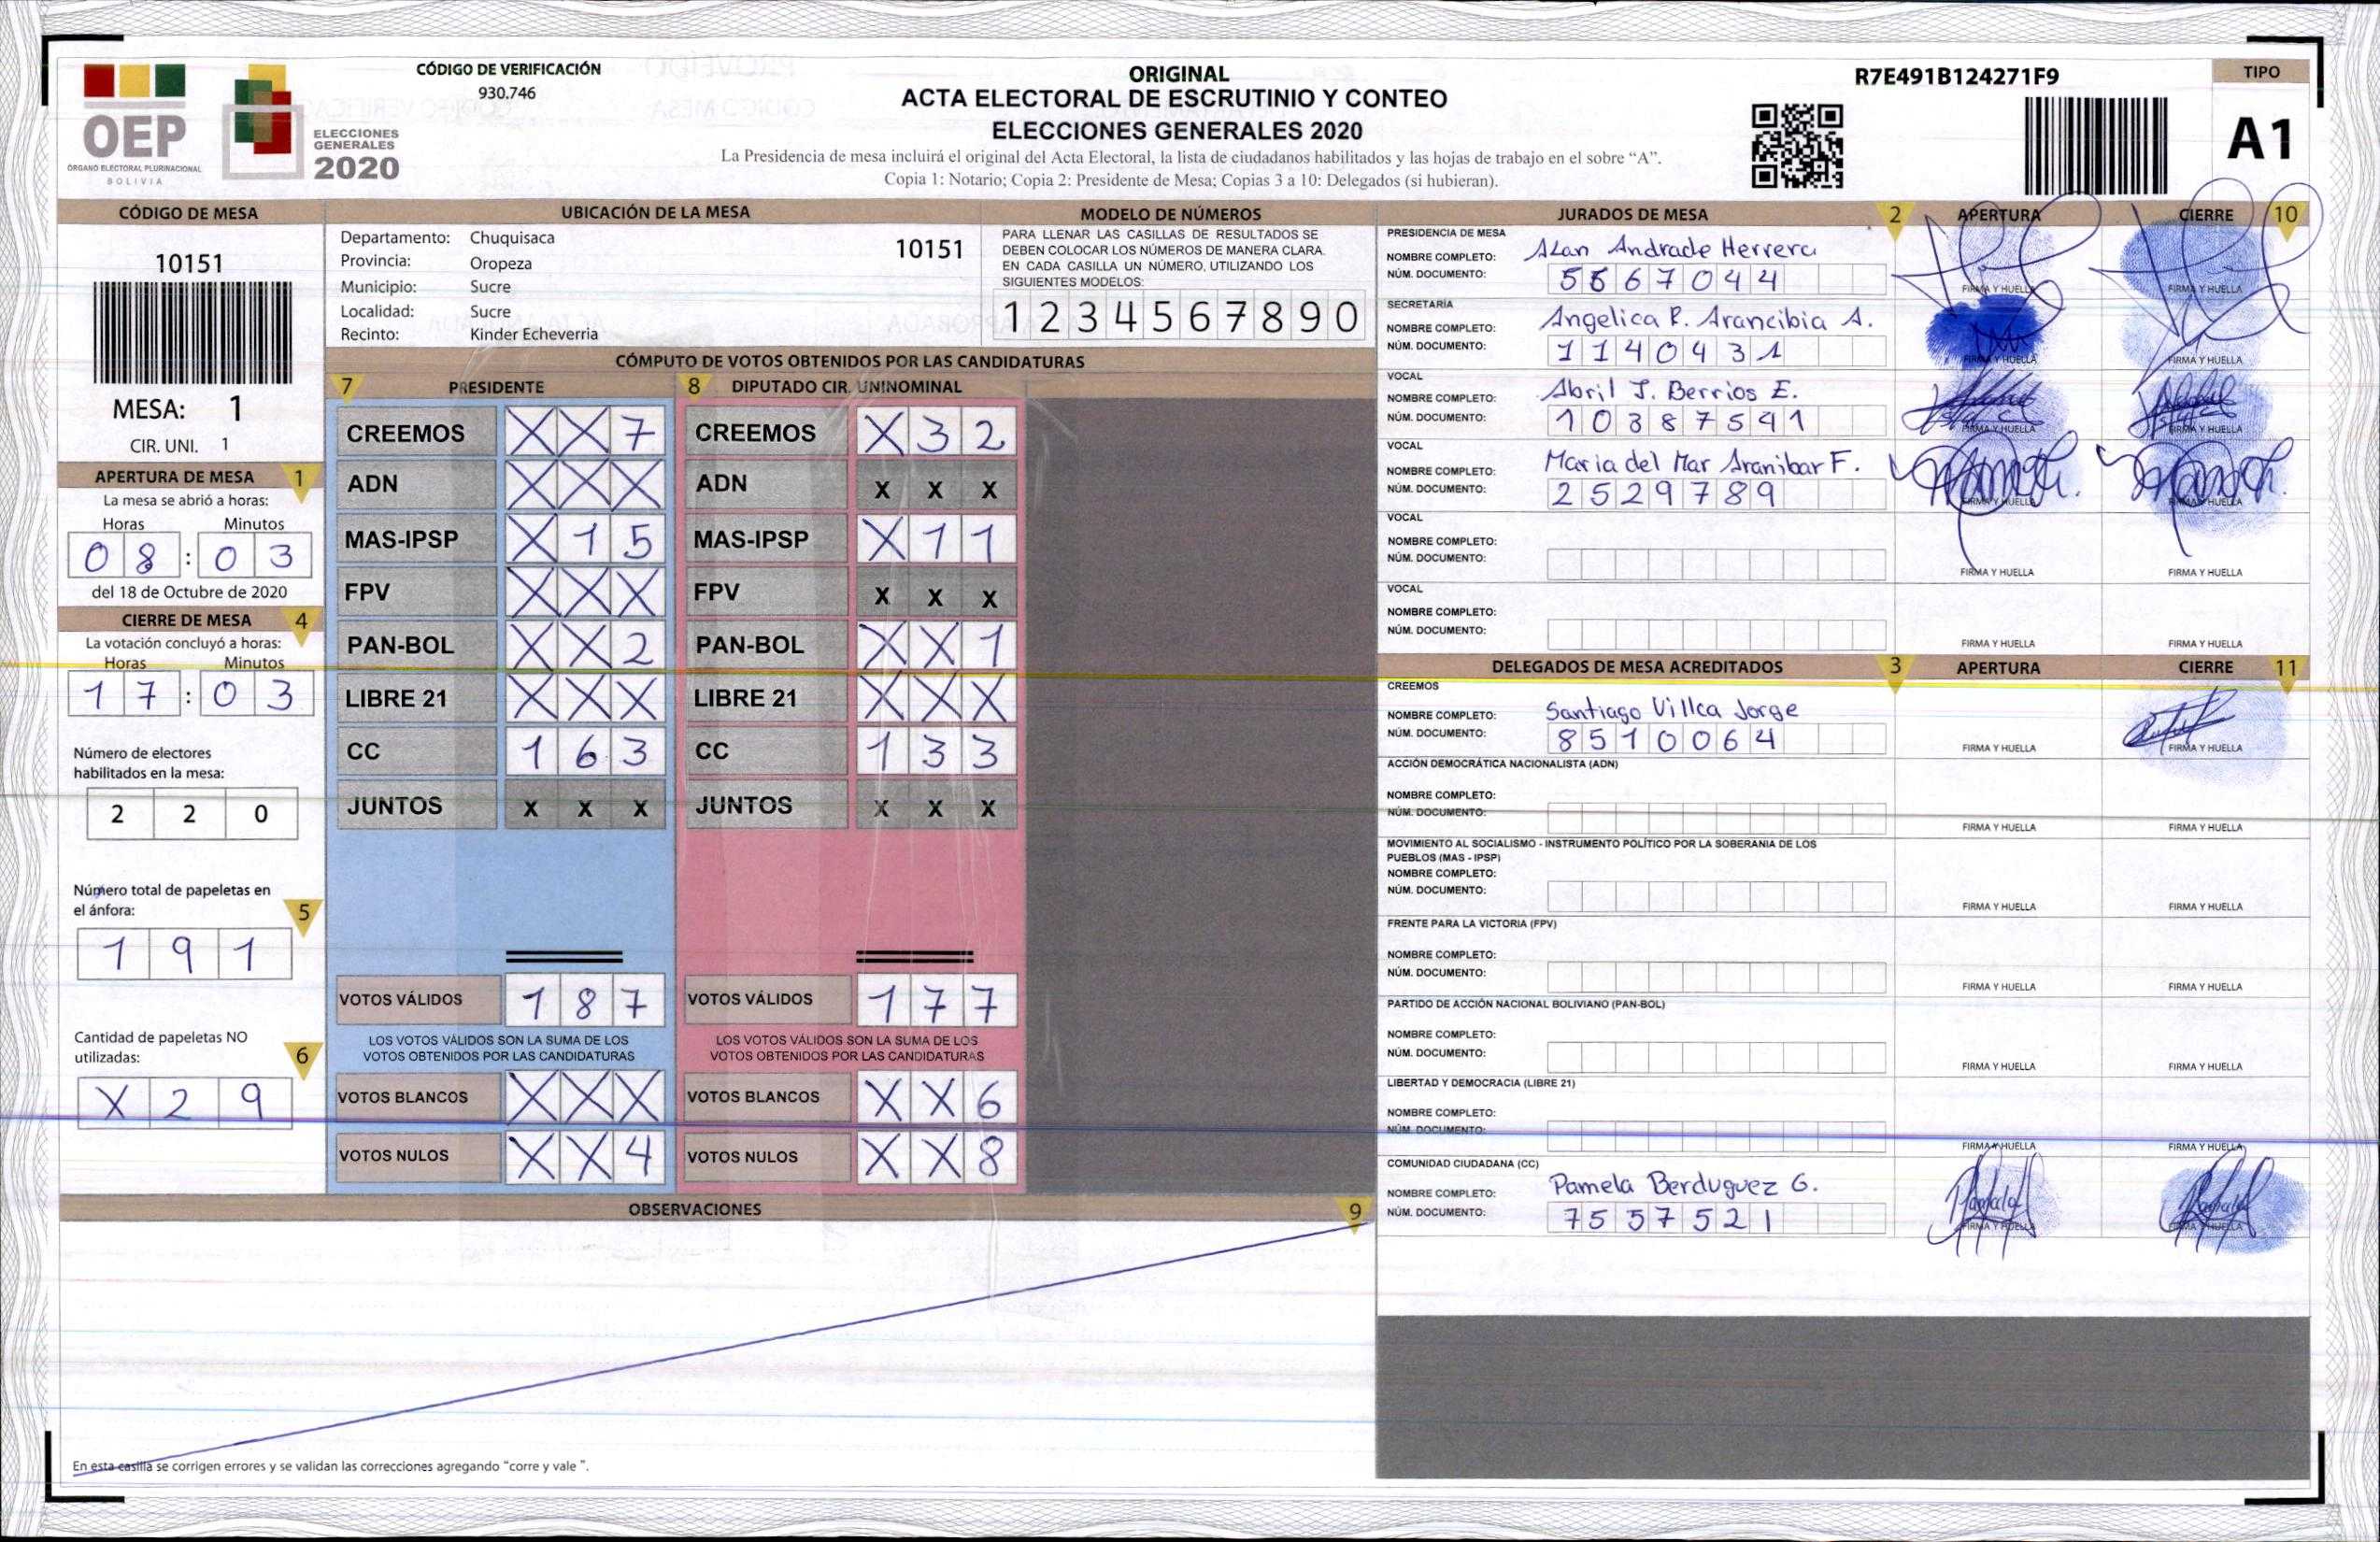 OEP
ÓRGANO ELECTORAL PLURINACIONAL
BOLIVIA
ELECCIONES
GENERALES
2020
CÓDIGO DE VERIFICACIÓN
930.746
ORIGINAL
ACTA ELECTORAL DE ESCRUTINIO Y CONTEO
ELECCIONES GENERALES 2020
La Presidencia de mesa incluirá el original del Acta Electoral, la lista de ciudadanos habilitados y las hojas de trabajo en el sobre “A”.
Copia 1: Notario; Copia 2: Presidente de Mesa; Copias 3 a 10: Delegados (si hubieran).
R7E491B124271F9
TIPO
A1
CÓDIGO DE MESA
10151
MESA: 1
CIR. UNI. 1
APERTURA DE MESA 1
La mesa se abrió a horas:
Horas Minutos
0 8 : 0 3
del 18 de Octubre de 2020
CIERRE DE MESA 4
La votación concluyó a horas:
Horas Minutos
1 7 : 0 3
Número de electores
habilitados en la mesa:
2 2 0
Número total de papeletas en
el ánfora: 5
1 9 1
Cantidad de papeletas NO
utilizadas: 6
X 2 9
UBICACIÓN DE LA MESA
Departamento: Chuquisaca 10151
Provincia: Oropeza
Municipio: Sucre
Localidad: Sucre
Recinto: Kinder Echeverria
MODELO DE NÚMEROS
PARA LLENAR LAS CASILLAS DE RESULTADOS SE
DEBEN COLOCAR LOS NÚMEROS DE MANERA CLARA.
EN CADA CASILLA UN NÚMERO, UTILIZANDO LOS
SIGUIENTES MODELOS:
1 2 3 4 5 6 7 8 9 0
CÓMPUTO DE VOTOS OBTENIDOS POR LAS CANDIDATURAS
7 PRESIDENTE 8 DIPUTADO CIR. UNINOMINAL
CREEMOS X X 7 CREEMOS X 3 2
ADN X X X ADN X X X
MAS-IPSP X 1 5 MAS-IPSP X 1 1
FPV X X X FPV X X X
PAN-BOL X X 2 PAN-BOL X X 1
LIBRE 21 X X X LIBRE 21 X X X
CC 1 6 3 CC 1 3 3
JUNTOS X X X JUNTOS X X X
VOTOS VÁLIDOS 1 8 7 VOTOS VÁLIDOS 1 7 7
LOS VOTOS VÁLIDOS SON LA SUMA DE LOS LOS VOTOS VÁLIDOS SON LA SUMA DE LOS
VOTOS OBTENIDOS POR LAS CANDIDATURAS VOTOS OBTENIDOS POR LAS CANDIDATURAS
VOTOS BLANCOS X X X VOTOS BLANCOS X X 6
VOTOS NULOS X X 4 VOTOS NULOS X X 8
OBSERVACIONES 9
En esta casilla se corrigen errores y se validan las correcciones agregando “corre y vale ”.
JURADOS DE MESA 2 APERTURA CIERRE 10
PRESIDENCIA DE MESA
NOMBRE COMPLETO: Alan Andrade Herrera
NÚM. DOCUMENTO: 5 6 6 7 0 4 4
FIRMA Y HUELLA FIRMA Y HUELLA
SECRETARÍA
NOMBRE COMPLETO: Angelica R. Arancibia A.
NÚM. DOCUMENTO: 1 1 4 0 4 3 1
FIRMA Y HUELLA FIRMA Y HUELLA
VOCAL
NOMBRE COMPLETO: Abril J. Berrios E.
NÚM. DOCUMENTO: 1 0 3 8 7 5 4 1
FIRMA Y HUELLA FIRMA Y HUELLA
VOCAL
NOMBRE COMPLETO: Maria del Mar Aranibar F.
NÚM. DOCUMENTO: 2 5 2 9 7 8 9
FIRMA Y HUELLA FIRMA Y HUELLA
VOCAL
NOMBRE COMPLETO:
NÚM. DOCUMENTO:
FIRMA Y HUELLA FIRMA Y HUELLA
VOCAL
NOMBRE COMPLETO:
NÚM. DOCUMENTO:
FIRMA Y HUELLA FIRMA Y HUELLA
DELEGADOS DE MESA ACREDITADOS 3 APERTURA CIERRE 11
CREEMOS
NOMBRE COMPLETO: Santiago Villca Jorge
NÚM. DOCUMENTO: 8 5 1 0 0 6 4
FIRMA Y HUELLA FIRMA Y HUELLA
ACCIÓN DEMOCRÁTICA NACIONALISTA (ADN)
NOMBRE COMPLETO:
NÚM. DOCUMENTO:
FIRMA Y HUELLA FIRMA Y HUELLA
MOVIMIENTO AL SOCIALISMO - INSTRUMENTO POLÍTICO POR LA SOBERANIA DE LOS
PUEBLOS (MAS - IPSP)
NOMBRE COMPLETO:
NÚM. DOCUMENTO:
FIRMA Y HUELLA FIRMA Y HUELLA
FRENTE PARA LA VICTORIA (FPV)
NOMBRE COMPLETO:
NÚM. DOCUMENTO:
FIRMA Y HUELLA FIRMA Y HUELLA
PARTIDO DE ACCIÓN NACIONAL BOLIVIANO (PAN-BOL)
NOMBRE COMPLETO:
NÚM. DOCUMENTO:
FIRMA Y HUELLA FIRMA Y HUELLA
LIBERTAD Y DEMOCRACIA (LIBRE 21)
NOMBRE COMPLETO:
NÚM. DOCUMENTO:
FIRMA Y HUELLA FIRMA Y HUELLA
COMUNIDAD CIUDADANA (CC)
NOMBRE COMPLETO: Pamela Berduguez G.
NÚM. DOCUMENTO: 7 5 5 7 5 2 1
FIRMA Y HUELLA FIRMA Y HUELLA